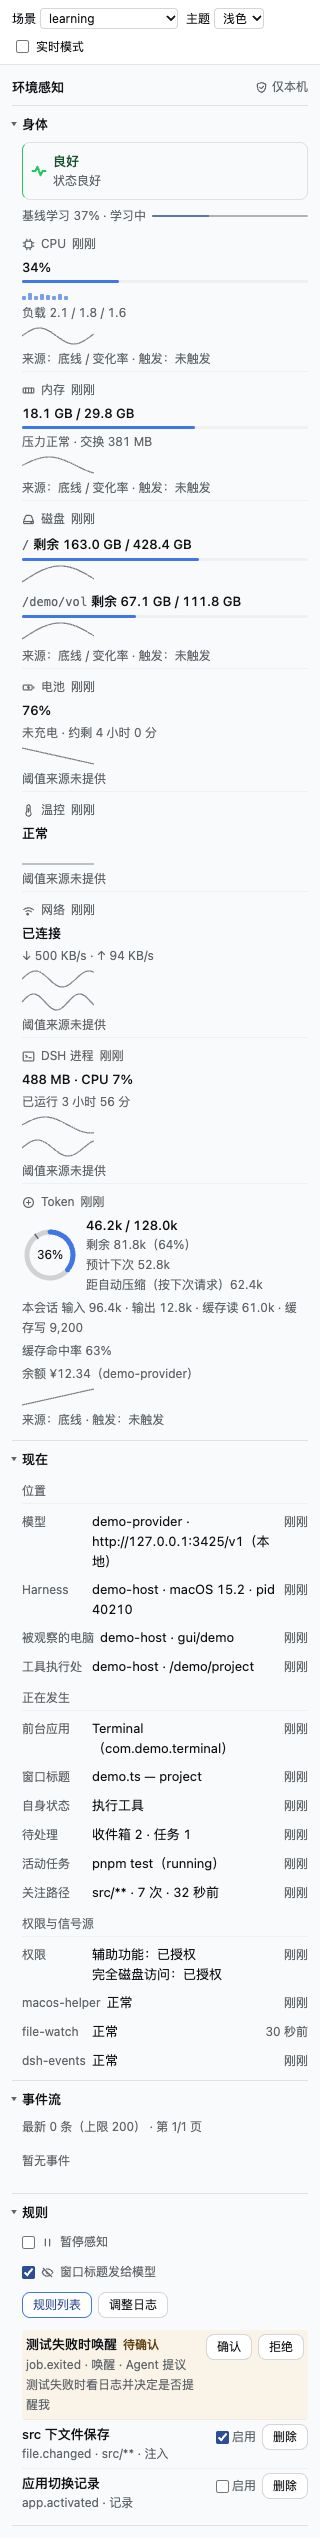 场景 learning 主题 浅色
实时模式
环境感知 仅本机
身体
良好
状态良好
基线学习 37% · 学习中
CPU 刚刚
34%
负载 2.1 / 1.8 / 1.6
来源：底线 / 变化率 · 触发：未触发
内存 刚刚
18.1 GB / 29.8 GB
压力正常 · 交换 381 MB
来源：底线 / 变化率 · 触发：未触发
磁盘 刚刚
/ 剩余 163.0 GB / 428.4 GB
/demo/vol 剩余 67.1 GB / 111.8 GB
来源：底线 / 变化率 · 触发：未触发
电池 刚刚
76%
未充电 · 约剩 4 小时 0 分
阈值来源未提供
温控 刚刚
正常
阈值来源未提供
网络 刚刚
已连接
↓ 500 KB/s · ↑ 94 KB/s
阈值来源未提供
DSH 进程 刚刚
488 MB · CPU 7%
已运行 3 小时 56 分
阈值来源未提供
Token 刚刚
36%
46.2k / 128.0k
剩余 81.8k（64%）
预计下次 52.8k
距自动压缩（按下次请求）62.4k
本会话 输入 96.4k · 输出 12.8k · 缓存读 61.0k · 缓
存写 9,200
缓存命中率 63%
余额 ¥12.34（demo-provider）
来源：底线 · 触发：未触发
现在
位置
模型 demo-provider · 刚刚
http://127.0.0.1:3425/v1（本
地）
Harness demo-host · macOS 15.2 · pid 刚刚
40210
被观察的电脑 demo-host · gui/demo 刚刚
工具执行处 demo-host · /demo/project 刚刚
正在发生
前台应用 Terminal 刚刚
（com.demo.terminal）
窗口标题 demo.ts — project 刚刚
自身状态 执行工具 刚刚
待处理 收件箱 2 · 任务 1 刚刚
活动任务 pnpm test（running） 刚刚
关注路径 src/** · 7 次 · 32 秒前 刚刚
权限与信号源
权限 辅助功能：已授权 刚刚
完全磁盘访问：已授权
macos-helper 正常 刚刚
file-watch 正常 30 秒前
dsh-events 正常 刚刚
事件流
最新 0 条（上限 200） · 第 1/1 页
暂无事件
规则
暂停感知
窗口标题发给模型
规则列表 调整日志
测试失败时唤醒 待确认 确认 拒绝
job.exited · 唤醒 · Agent 提议
测试失败时看日志并决定是否提
醒我
src 下文件保存 启用 删除
file.changed · src/** · 注入
应用切换记录 启用 删除
app.activated · 记录